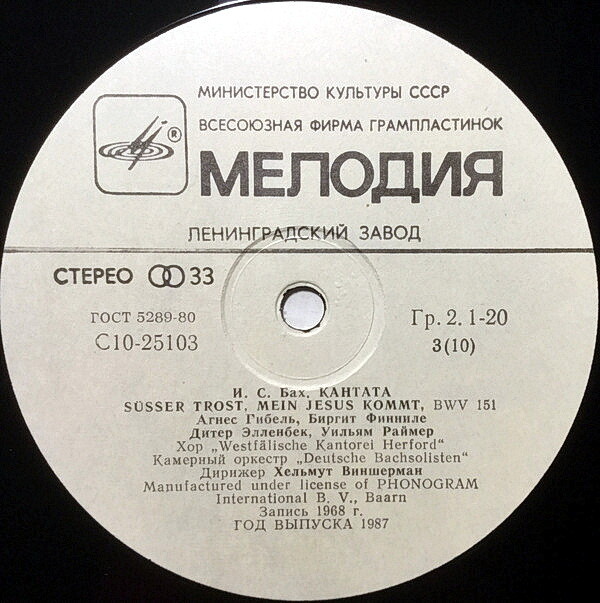 МИНИСТЕРСТВО КУЛЬТУРЫ СССР
ВСЕСОЮЗНАЯ ФИРМА ГРАМПЛАСТИНОК
®
МЕЛОДИЯ
ЛЕНИНГРАДСКИЙ ЗАВОД
СТЕРЕО 33
ГОСТ 5289-80
Гр. 2. 1-20
С10-25103
3(10)
И. С. Бах. КАНТАТА
SÜSSER TROST, MEIN JESUS KOMMT, BWV 151
Агнес Гибель, Биргит Финниле
Дитер Элленбек, Уильям Раймер
Хор „Westfälische Kantorei Herford“
Камерный оркестр „Deutsche Bachsolisten“
Дирижер Хельмут Виншерман
Manufactured under license of PHONOGRAM
International B. V., Baarn
Запись 1968 г.
ГОД ВЫПУСКА 1987